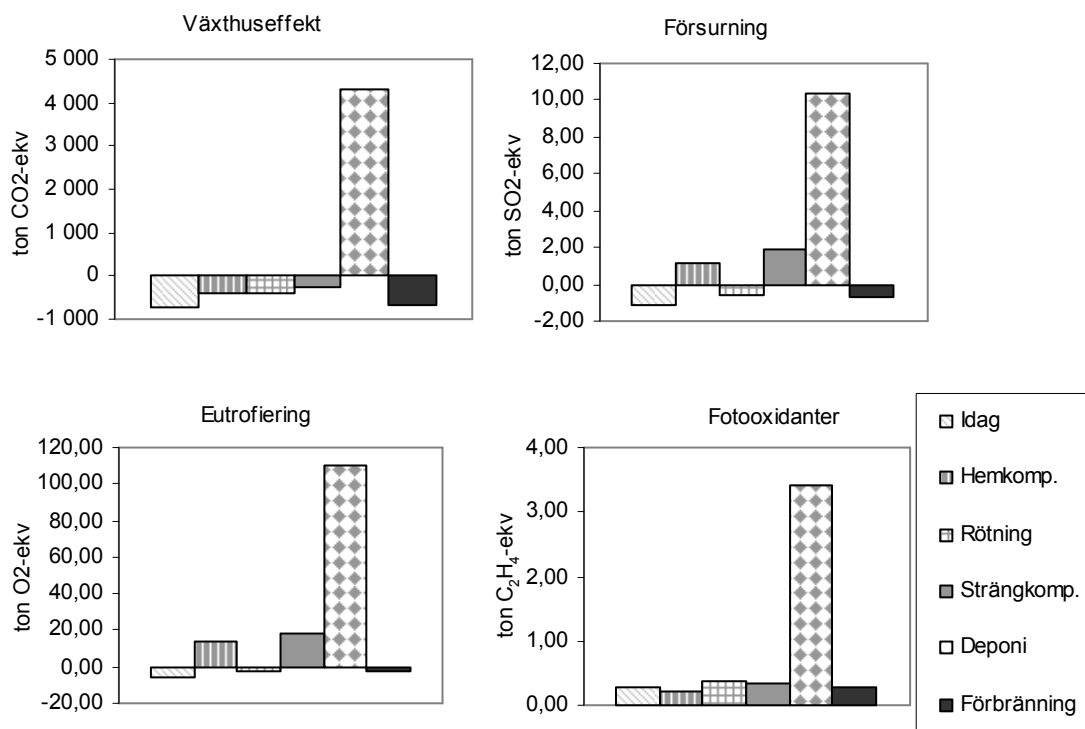 Växthuseffekt
ton CO2-ekv
5 000
4 000
3 000
2 000
1 000
0
-1 000
Försurning
ton SO2-ekv
12,00
10,00
8,00
6,00
4,00
2,00
0,00
-2,00
Eutrofiering
ton O2-ekv
120,00
100,00
80,00
60,00
40,00
20,00
0,00
-20,00
Fotooxidanter
ton C₂H₄-ekv
4,00
3,00
2,00
1,00
0,00
Idag
Hemkomp.
Rötning
Strängkomp.
Deponi
Förbränning